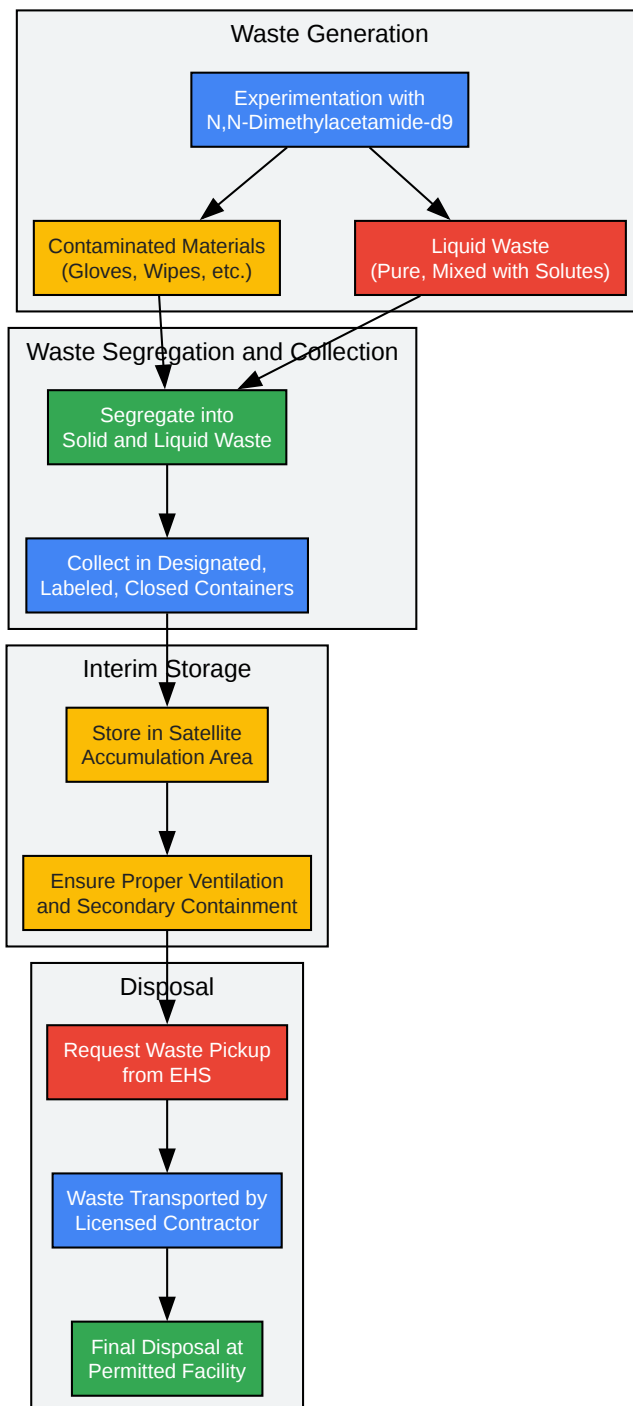 Waste Generation
Experimentation with
N,N-Dimethylacetamide-d9
Contaminated Materials
(Gloves, Wipes, etc.)
Liquid Waste
(Pure, Mixed with Solutes)
Waste Segregation and Collection
Segregate into
Solid and Liquid Waste
Collect in Designated,
Labeled, Closed Containers
Interim Storage
Store in Satellite
Accumulation Area
Ensure Proper Ventilation
and Secondary Containment
Disposal
Request Waste Pickup
from EHS
Waste Transported by
Licensed Contractor
Final Disposal at
Permitted Facility